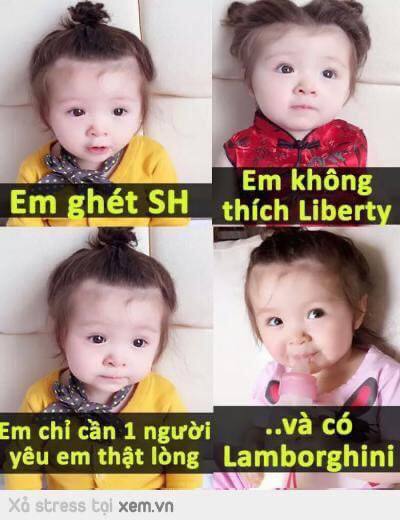 Em ghét SH
Em không
thích Liberty
Em chỉ cần 1 người
yêu em thật lòng
..và có
Lamborghini
Xả stress tại xem.vn